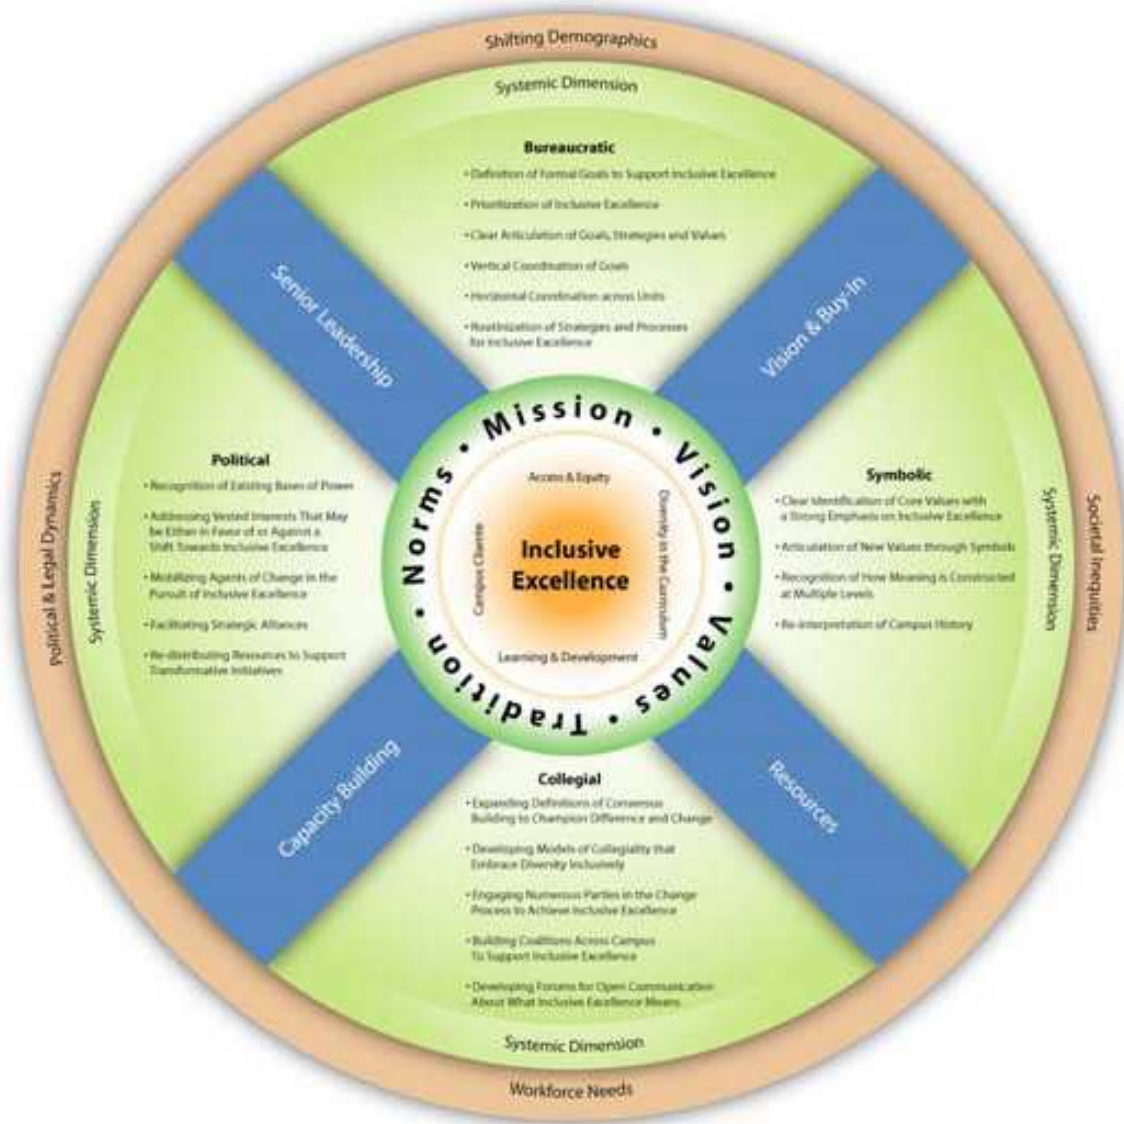 Shifting Demographics
Systemic Dimension
Bureaucratic
• Definition of Formal Goals to Support Inclusive Excellence
• Prioritization of Inclusive Excellence
• Clear Articulation of Goals, Strategies and Values
• Vertical Coordination of Goals
• Horizontal Coordination across Units
• Routinization of Strategies and Processes
for Inclusive Excellence
Senior Leadership
Vision & Buy-In
Political & Legal Dynamics
Systemic Dimension
Political
• Recognition of Existing Bases of Power
• Addressing Vested Interests That May
be Either in Favor of or Against a
Shift Towards Inclusive Excellence
• Mobilizing Agents of Change in the
Pursuit of Inclusive Excellence
• Facilitating Strategic Alliances
• Re-distributing Resources to Support
Transformative Initiatives
Norms • Mission • Vision • Values • Tradition •
Access & Equity
Campus Climate
Inclusive
Excellence
Diversity in the Curriculum
Learning & Development
Symbolic
• Clear Identification of Core Values with
a Strong Emphasis on Inclusive Excellence
• Articulation of New Values through Symbols
• Recognition of How Meaning is Constructed
at Multiple Levels
• Re-interpretation of Campus History
Systemic Dimension
Societal Inequities
Capacity Building
Resources
Collegial
• Expanding Definitions of Consensus
Building to Champion Difference and Change
• Developing Models of Collegiality that
Embrace Diversity Inclusively
• Engaging Numerous Parties in the Change
Process to Achieve Inclusive Excellence
• Building Coalitions Across Campus
To Support Inclusive Excellence
• Developing Forums for Open Communication
About What Inclusive Excellence Means
Systemic Dimension
Workforce Needs